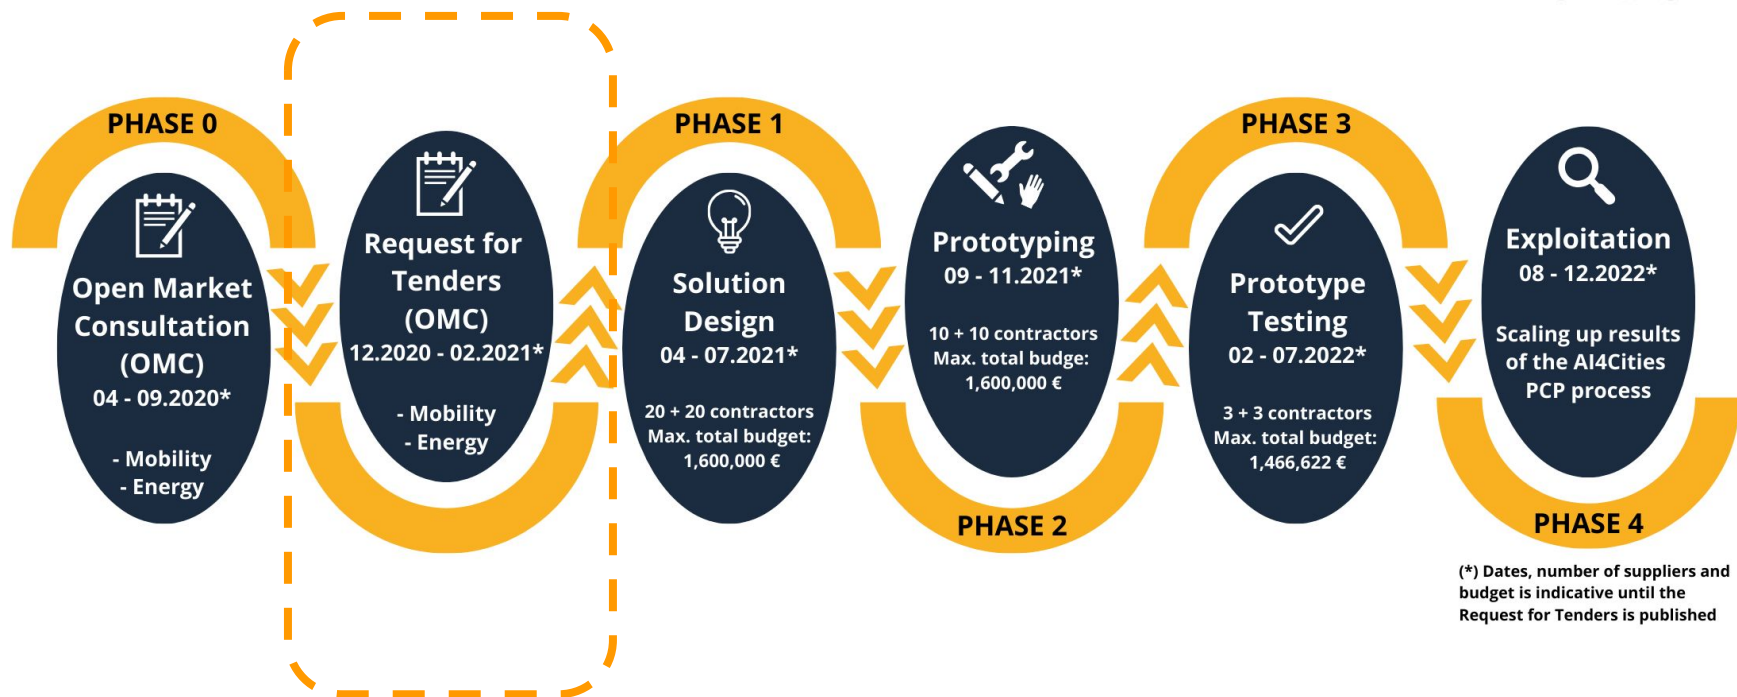 PHASE 0
Open Market
Consultation
(OMC)
04 - 09.2020*
- Mobility
- Energy
Request for
Tenders
(OMC)
12.2020 - 02.2021*
- Mobility
- Energy
PHASE 1
Solution
Design
04 - 07.2021*
20 + 20 contractors
Max. total budget:
1,600,000 €
Prototyping
09 - 11.2021*
10 + 10 contractors
Max. total budge:
1,600,000 €
PHASE 2
PHASE 3
Prototype
Testing
02 - 07.2022*
3 + 3 contractors
Max. total budget:
1,466,622 €
Exploitation
08 - 12.2022*
Scaling up results
of the AI4Cities
PCP process
PHASE 4
(*) Dates, number of suppliers and
budget is indicative until the
Request for Tenders is published